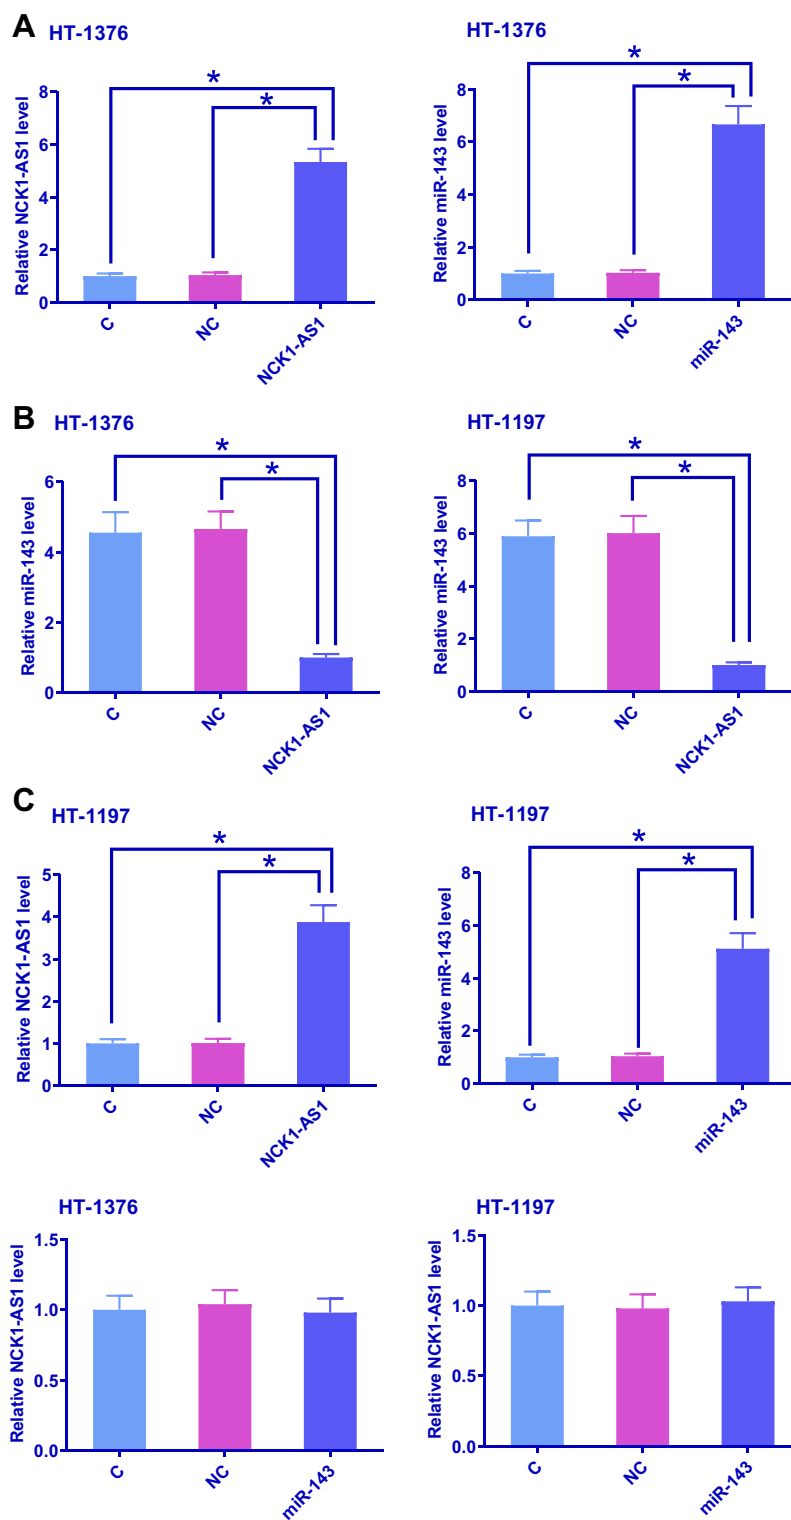 A
HT-1376
HT-1376
*
*
Relative NCK1-AS1 level
8
6
4
2
0
C
NC
NCK1-AS1
*
*
Relative miR-143 level
8
6
4
2
0
C
NC
miR-143
B
HT-1376
HT-1197
*
*
Relative miR-143 level
6
4
2
0
C
NC
NCK1-AS1
*
*
Relative miR-143 level
8
6
4
2
0
C
NC
NCK1-AS1
C
HT-1197
HT-1197
*
*
Relative NCK1-AS1 level
5
4
3
2
1
0
C
NC
NCK1-AS1
*
*
Relative miR-143 level
8
6
4
2
0
C
NC
miR-143
HT-1376
HT-1197
Relative NCK1-AS1 level
1.5
1.0
0.5
0.0
C
NC
miR-143
Relative NCK1-AS1 level
1.5
1.0
0.5
0.0
C
NC
miR-143